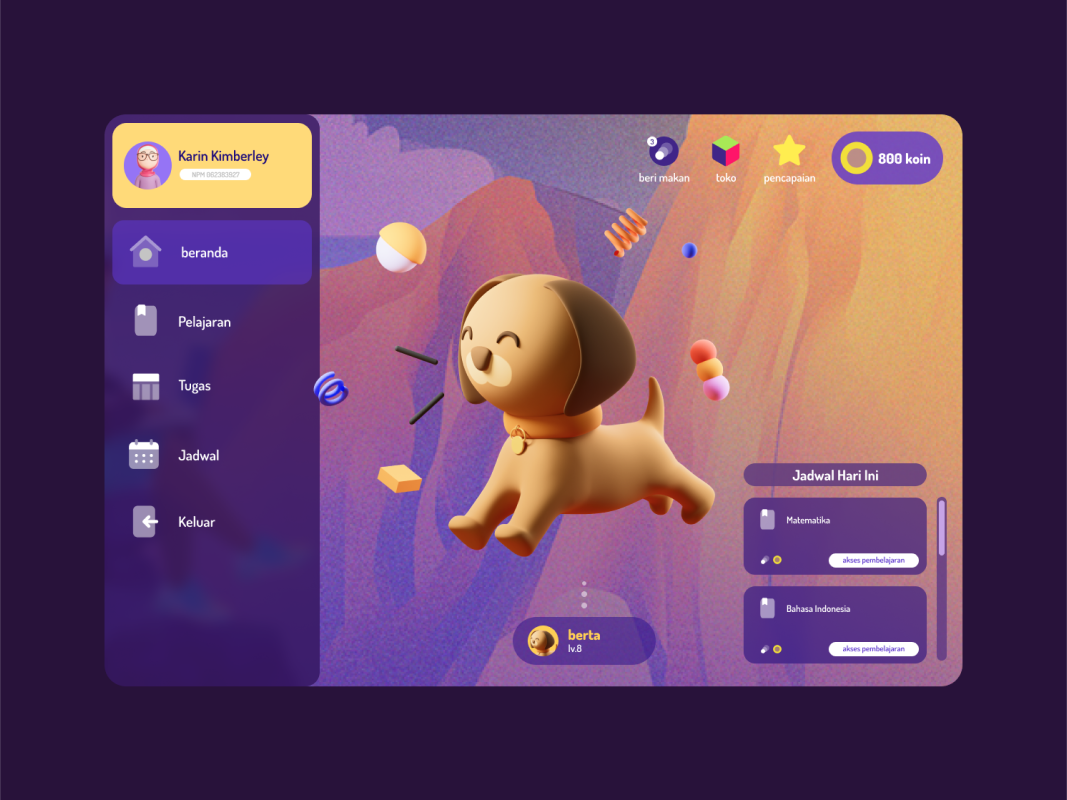 Karin Kimberley
beranda
Pelajaran
Tugas
Jadwal
Keluar
3
beri makan
toko
pencapaian
800 koin
berta
lv.8
Jadwal Hari Ini
Matematika
akses pembelajaran
Bahasa Indonesia
akses pembelajaran